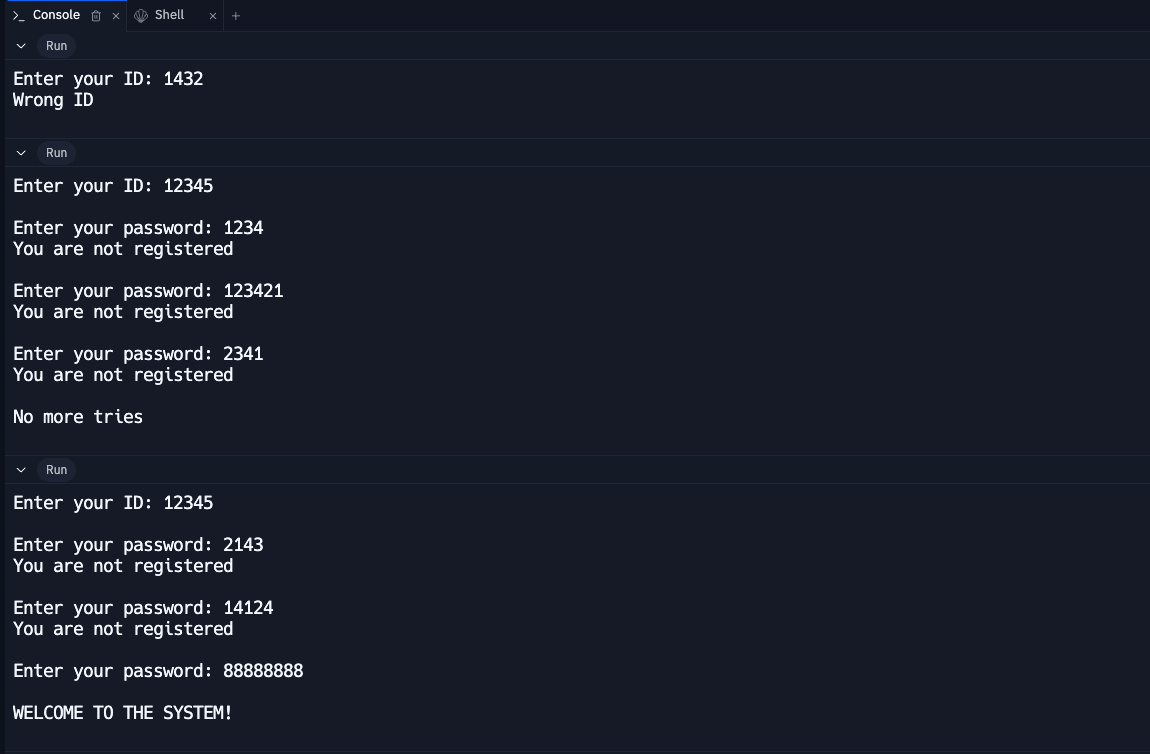 Console
Shell
Run
Enter your ID: 1432
Wrong ID
Run
Enter your ID: 12345
Enter your password: 1234
You are not registered
Enter your password: 123421
You are not registered
Enter your password: 2341
You are not registered
No more tries
Run
Enter your ID: 12345
Enter your password: 2143
You are not registered
Enter your password: 14124
You are not registered
Enter your password: 88888888
WELCOME TO THE SYSTEM!